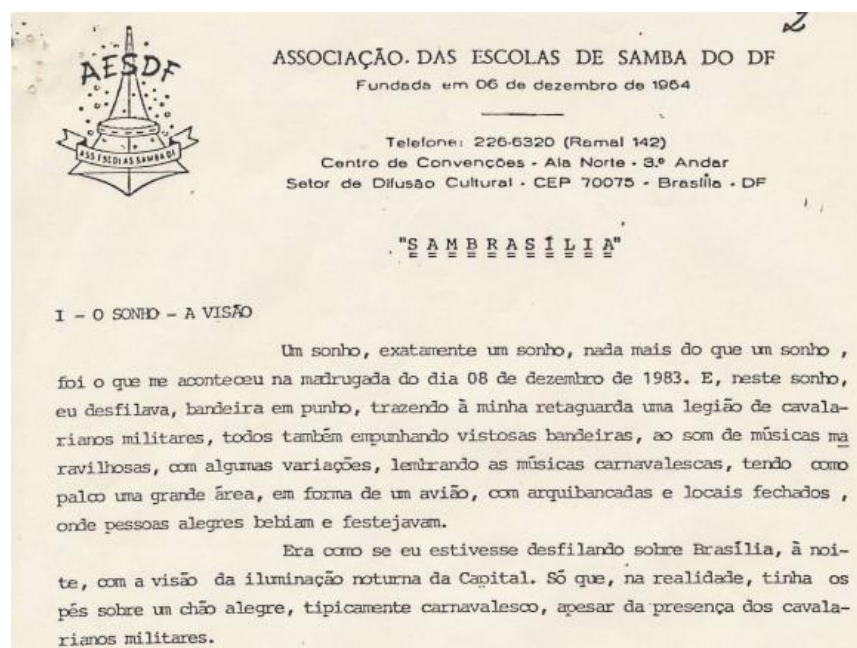 2
AESDF
ASS ESCOLAS SAMBA DF
ASSOCIAÇÃO. DAS ESCOLAS DE SAMBA DO DF
Fundada em 06 de dezembro de 1964
Telefone: 226-6320 (Ramal 142)
Centro de Convenções - Ala Norte - 3.º Andar
Setor de Difusão Cultural - CEP 70075 - Brasília - DF
"SAMBRASÍLIA"
I - O SONHO - A VISÃO
Um sonho, exatamente um sonho, nada mais do que um sonho ,
foi o que me aconteceu na madrugada do dia 08 de dezembro de 1983. E, neste sonho,
eu desfilava, bandeira em punho, trazendo à minha retaguarda uma legião de cavala-
rianos militares, todos também empunhando vistosas bandeiras, ao som de músicas ma
ravilhosas, com algumas variações, lembrando as músicas carnavalescas, tendo como
palco uma grande área, em forma de um avião, com arquibancadas e locais fechados ,
onde pessoas alegres bebiam e festejavam.
Era como se eu estivesse desfilando sobre Brasília, à noi-
te, com a visão da iluminação noturna da Capital. Só que, na realidade, tinha os
pés sobre um chão alegre, tipicamente carnavalesco, apesar da presença dos cavala-
rianos militares.